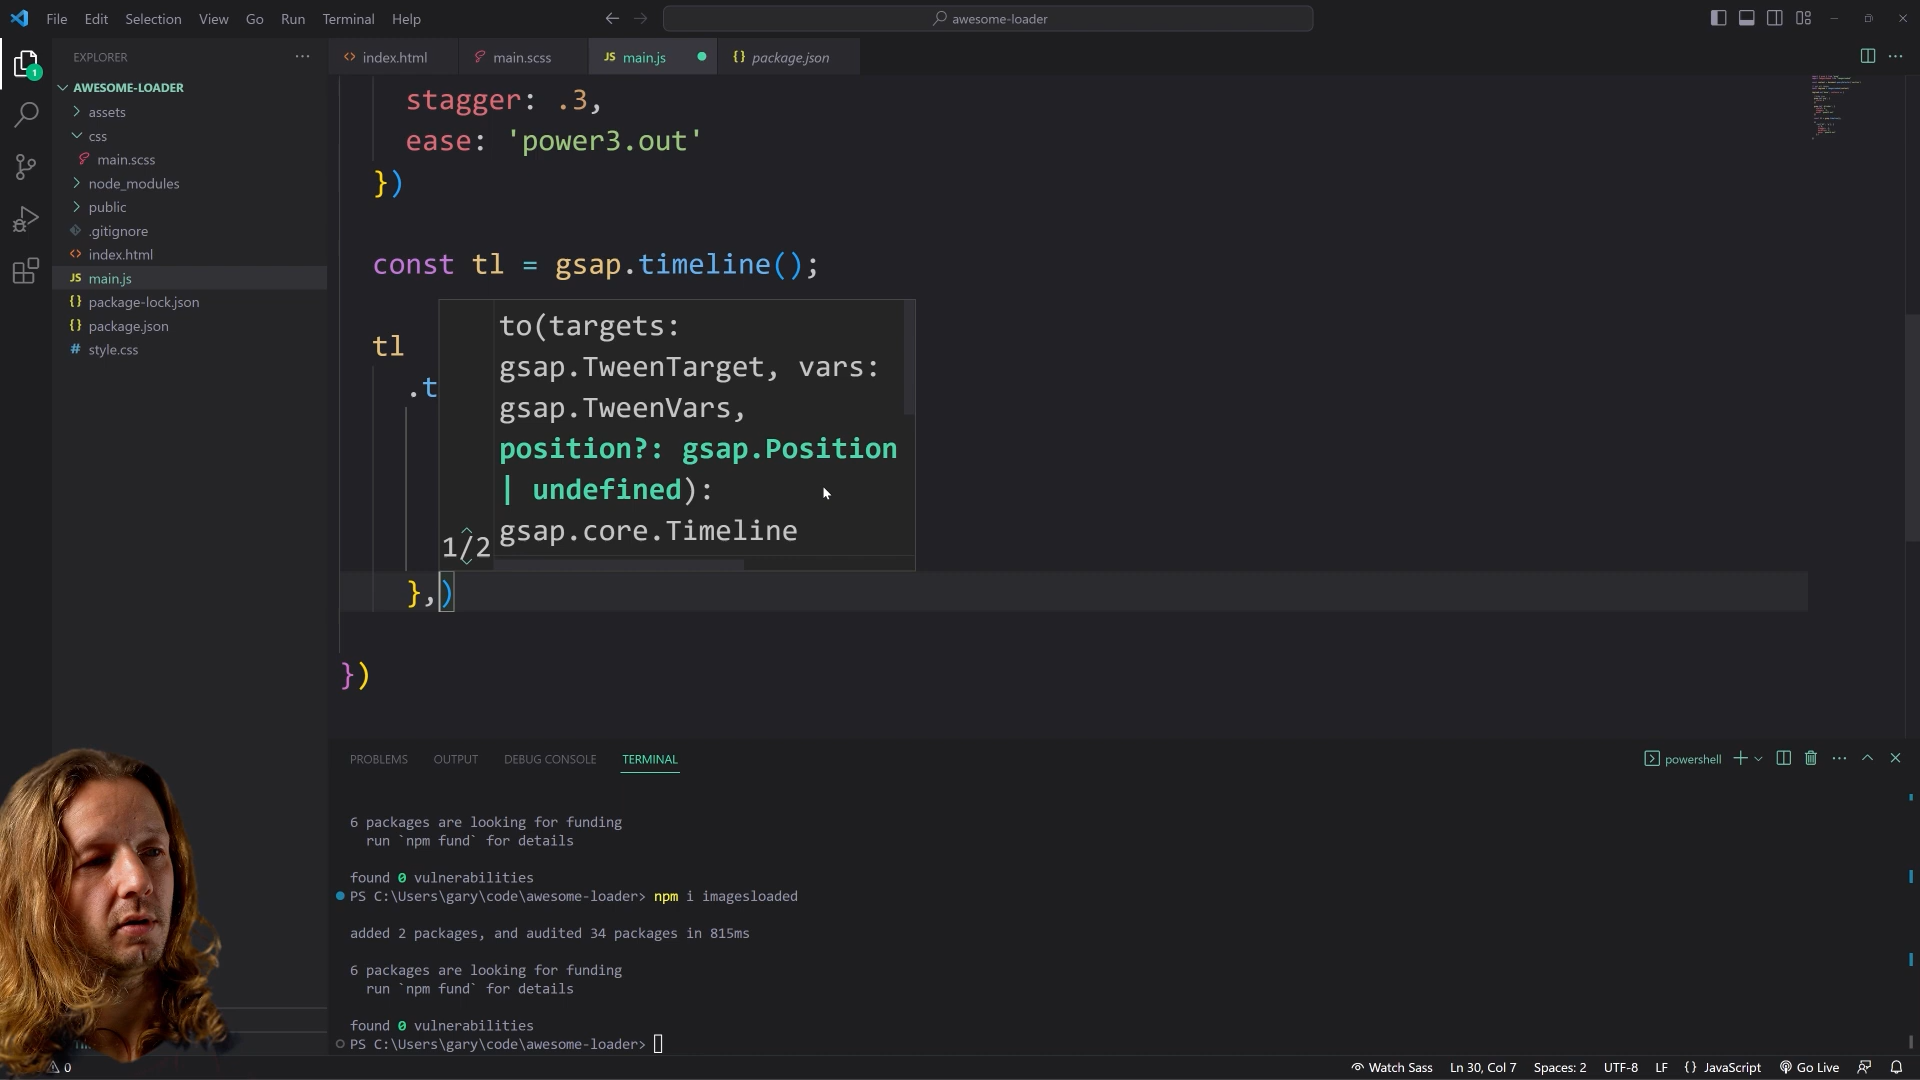 File Edit Selection View Go Run Terminal Help
awesome-loader
EXPLORER
index.html
main.scss
JS main.js
{} package.json
1
AWESOME-LOADER
assets
css
main.scss
node_modules
public
.gitignore
index.html
JS main.js
{} package-lock.json
{} package.json
# style.css
stagger: .3,
ease: 'power3.out'
})
const tl = gsap.timeline();
tl
.t
to(targets:
gsap.TweenTarget, vars:
gsap.TweenVars,
position?: gsap.Position
| undefined):
gsap.core.Timeline
1/2
},)
})
PROBLEMS OUTPUT DEBUG CONSOLE TERMINAL
powershell
6 packages are looking for funding
run `npm fund` for details
found 0 vulnerabilities
PS C:\Users\gary\code\awesome-loader> npm i imagesloaded
added 2 packages, and audited 34 packages in 815ms
6 packages are looking for funding
run `npm fund` for details
found 0 vulnerabilities
PS C:\Users\gary\code\awesome-loader>
0
Watch Sass Ln 30, Col 7 Spaces: 2 UTF-8 LF {} JavaScript Go Live